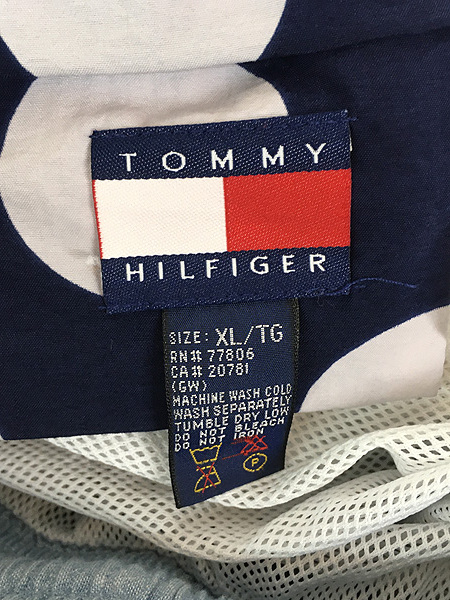 TOMMY
HILFIGER
SIZE: XL/TG
RN# 77806
CA# 20781
(GW)
MACHINE WASH COLD
WASH SEPARATELY
TUMBLE DRY LOW
DO NOT BLEACH
DO NOT IRON
P